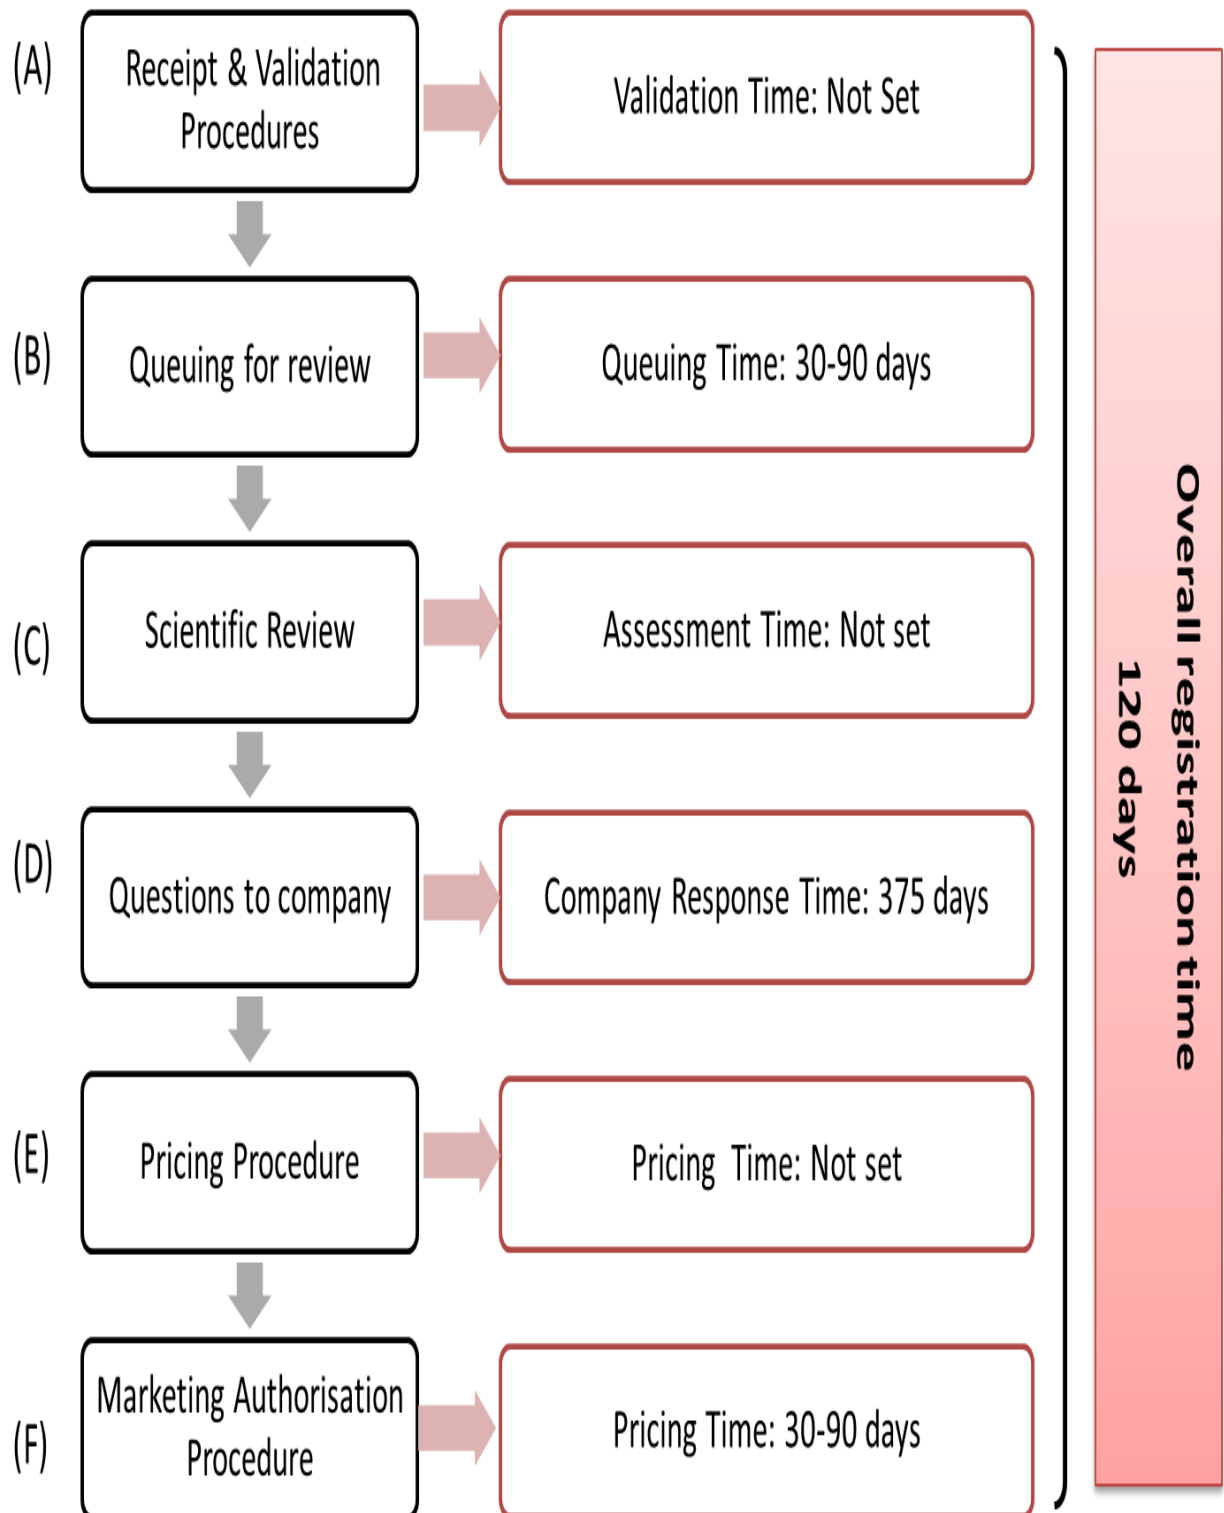 (A)
Receipt & Validation
Procedures
Validation Time: Not Set
(B)
Queuing for review
Queuing Time: 30-90 days
(C)
Scientific Review
Assessment Time: Not set
(D)
Questions to company
Company Response Time: 375 days
(E)
Pricing Procedure
Pricing Time: Not set
(F)
Marketing Authorisation
Procedure
Pricing Time: 30-90 days
Overall registration time
120 days